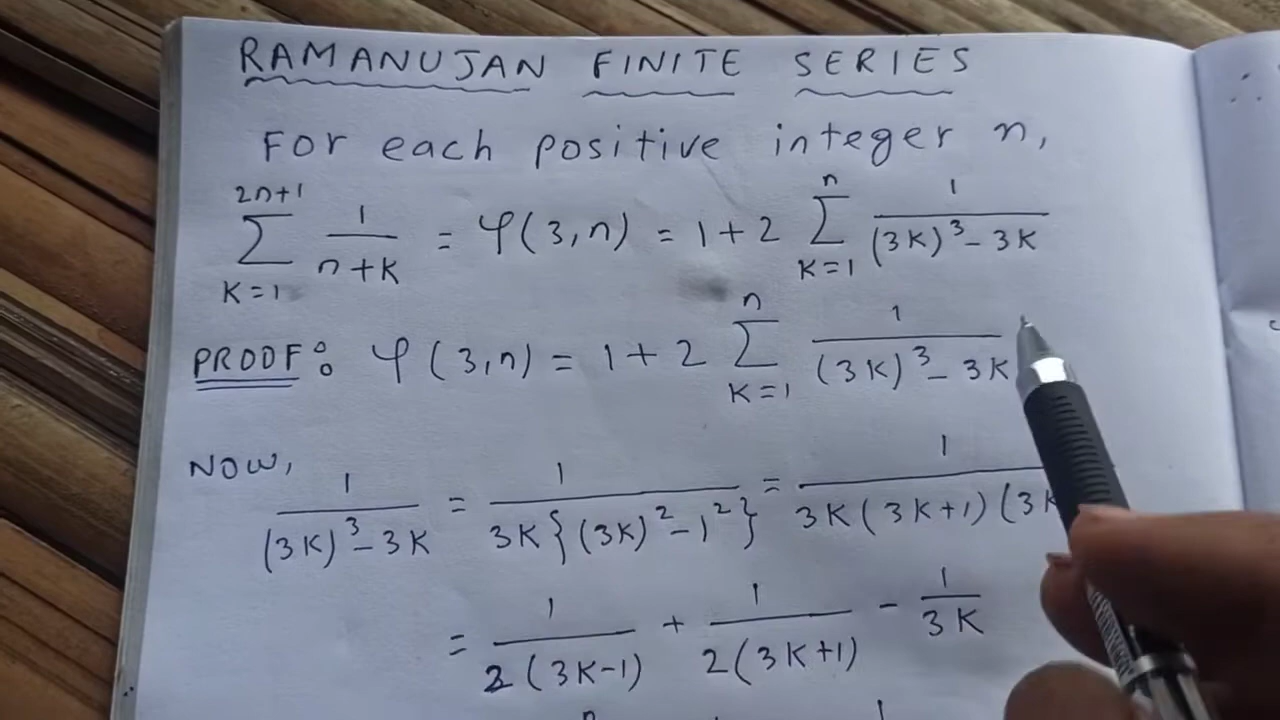 RAMANUJAN FINITE SERIES
For each positive integer n,
∑_{K=1}^{2n+1} 1/(n+K) = φ(3,n) = 1+2 ∑_{K=1}^{n} 1/((3K)³-3K)
PROOF: φ(3,n) = 1+2 ∑_{K=1}^{n} 1/((3K)³-3K
NOW,
1/((3K)³-3K) = 1/(3K{(3K)²-1²}) = 1/(3K(3K+1)(3K
= 1/(2(3K-1)) + 1/(2(3K+1)) - 1/(3K)